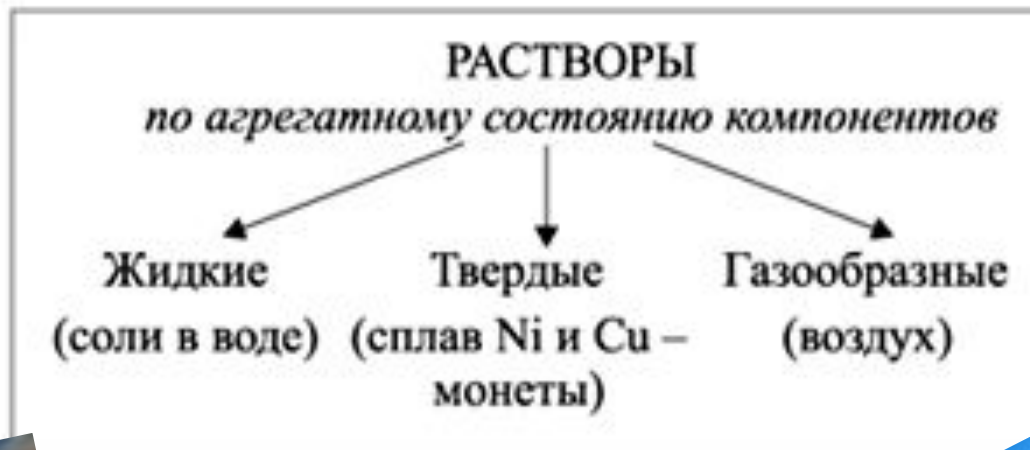 РАСТВОРЫ
по агрегатному состоянию компонентов
Жидкие Твердые Газообразные
(соли в воде) (сплав Ni и Cu – (воздух)
монеты)